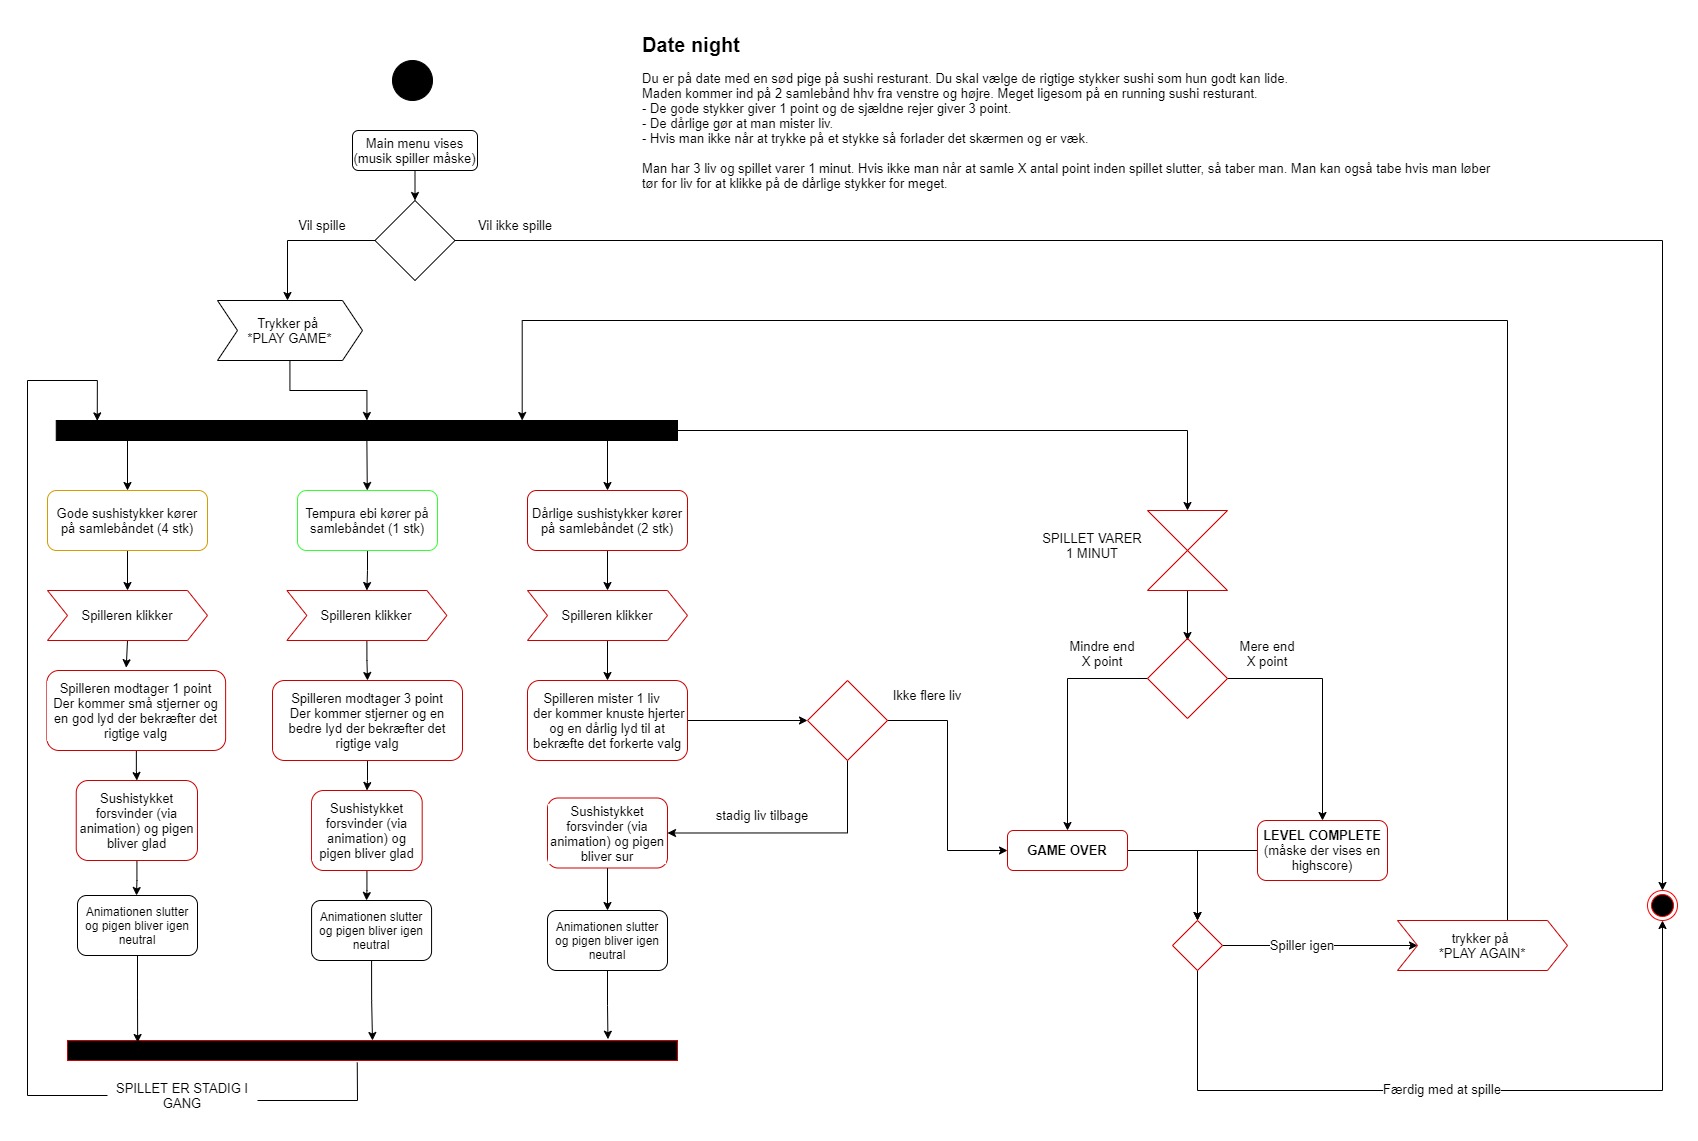 Date night
Du er på date med en sød pige på sushi resturant. Du skal vælge de rigtige stykker sushi som hun godt kan lide.
Maden kommer ind på 2 samlebånd hhv fra venstre og højre. Meget ligesom på en running sushi resturant.
- De gode stykker giver 1 point og de sjældne rejer giver 3 point.
- De dårlige gør at man mister liv.
- Hvis man ikke når at trykke på et stykke så forlader det skærmen og er væk.
Man har 3 liv og spillet varer 1 minut. Hvis ikke man når at samle X antal point inden spillet slutter, så taber man. Man kan også tabe hvis man løber
tør for liv for at klikke på de dårlige stykker for meget.
Main menu vises
(musik spiller måske)
Vil spille
Vil ikke spille
Trykker på
*PLAY GAME*
Gode sushistykker kører
på samlebåndet (4 stk)
Tempura ebi kører på
samlebåndet (1 stk)
Dårlige sushistykker kører
på samlebåndet (2 stk)
SPILLET VARER
1 MINUT
Spilleren klikker
Spilleren klikker
Spilleren klikker
Mindre end
X point
Mere end
X point
Spilleren modtager 1 point
Der kommer små stjerner og
en god lyd der bekræfter det
rigtige valg
Spilleren modtager 3 point
Der kommer stjerner og en
bedre lyd der bekræfter det
rigtige valg
Spilleren mister 1 liv
der kommer knuste hjerter
og en dårlig lyd til at
bekræfte det forkerte valg
Ikke flere liv
stadig liv tilbage
Sushistykket
forsvinder (via
animation) og pigen
bliver glad
Sushistykket
forsvinder (via
animation) og
pigen bliver glad
Sushistykket
forsvinder (via
animation) og pigen
bliver sur
GAME OVER
LEVEL COMPLETE
(måske der vises en
highscore)
Animationen slutter
og pigen bliver igen
neutral
Animationen slutter
og pigen bliver igen
neutral
Animationen slutter
og pigen bliver igen
neutral
Spiller igen
trykker på
*PLAY AGAIN*
SPILLET ER STADIG I
GANG
Færdig med at spille